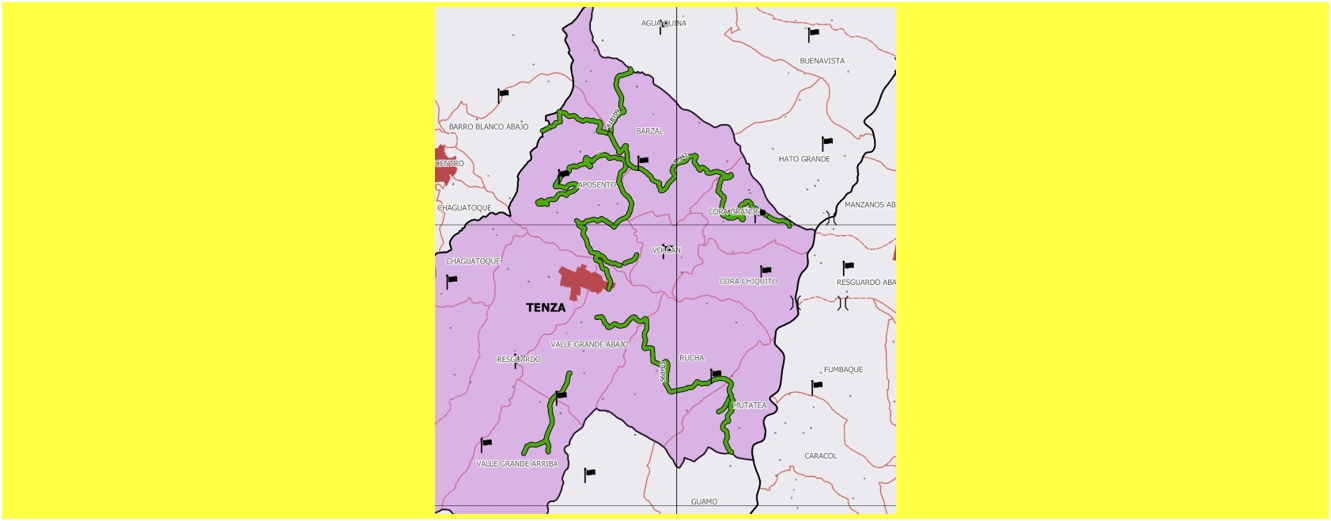 AGUAQUINA
BUENAVISTA
BARRO BLANCO ABAJO
BARZAL
HATO GRANDE
CENTRO
APOSENTO
CHAGUATOQUE
CORA GRANDE
MANZANOS AB
VOLCAN
CHAGUATOQUE
CORA CHIQUITO
RESGUARDO ABA
TENZA
VALLE GRANDE ABAJO
RESGUARDO
RUCHA
FUMBAQUE
MUTATEA
CARACOL
VALLE GRANDE ARRIBA
GUAMO